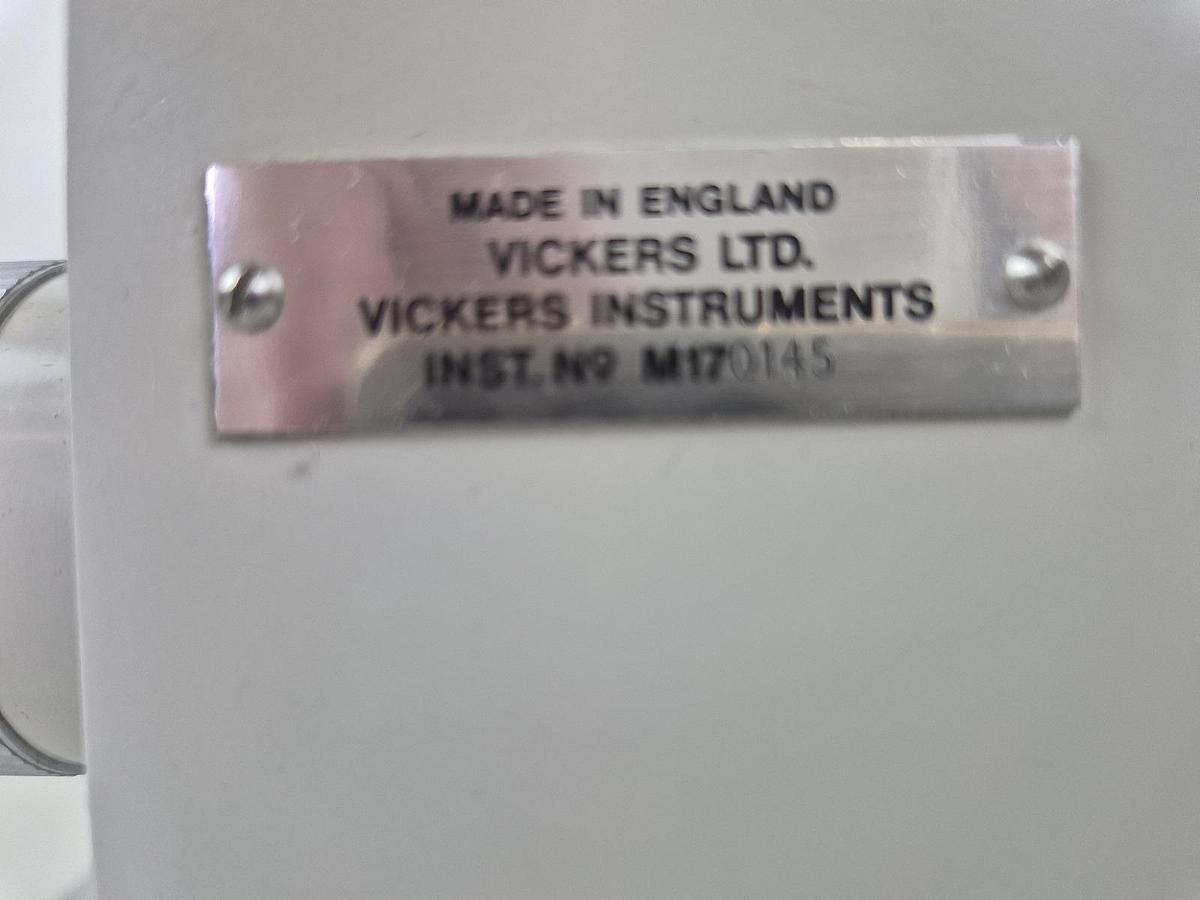 MADE IN ENGLAND
VICKERS LTD.
VICKERS INSTRUMENTS
INST. Nº M170145